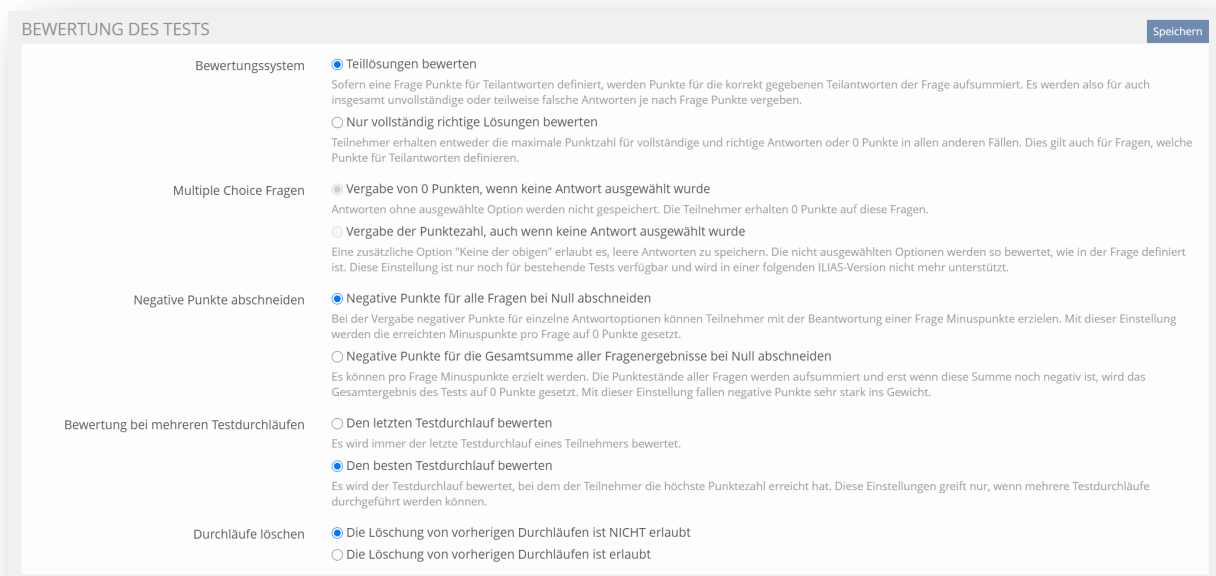 BEWERTUNG DES TESTS
Speichern
Bewertungssystem
Teillösungen bewerten
Sofern eine Frage Punkte für Teilantworten definiert, werden Punkte für die korrekt gegebenen Teilantworten der Frage aufsummiert. Es werden also für auch
insgesamt unvollständige oder teilweise falsche Antworten je nach Frage Punkte vergeben.
Nur vollständig richtige Lösungen bewerten
Teilnehmer erhalten entweder die maximale Punktzahl für vollständige und richtige Antworten oder 0 Punkte in allen anderen Fällen. Dies gilt auch für Fragen, welche
Punkte für Teilantworten definieren.
Multiple Choice Fragen
Vergabe von 0 Punkten, wenn keine Antwort ausgewählt wurde
Antworten ohne ausgewählte Option werden nicht gespeichert. Die Teilnehmer erhalten 0 Punkte auf diese Fragen.
Vergabe der Punktezahl, auch wenn keine Antwort ausgewählt wurde
Eine zusätzliche Option "Keine der obigen" erlaubt es, leere Antworten zu speichern. Die nicht ausgewählten Optionen werden so bewertet, wie in der Frage definiert
ist. Diese Einstellung ist nur noch für bestehende Tests verfügbar und wird in einer folgenden ILIAS-Version nicht mehr unterstützt.
Negative Punkte abschneiden
Negative Punkte für alle Fragen bei Null abschneiden
Bei der Vergabe negativer Punkte für einzelne Antwortoptionen können Teilnehmer mit der Beantwortung einer Frage Minuspunkte erzielen. Mit dieser Einstellung
werden die erreichten Minuspunkte pro Frage auf 0 Punkte gesetzt.
Negative Punkte für die Gesamtsumme aller Fragenergebnisse bei Null abschneiden
Es können pro Frage Minuspunkte erzielt werden. Die Punktestände aller Fragen werden aufsummiert und erst wenn diese Summe noch negativ ist, wird das
Gesamtergebnis des Tests auf 0 Punkte gesetzt. Mit dieser Einstellung fallen negative Punkte sehr stark ins Gewicht.
Bewertung bei mehreren Testdurchläufen
Den letzten Testdurchlauf bewerten
Es wird immer der letzte Testdurchlauf eines Teilnehmers bewertet.
Den besten Testdurchlauf bewerten
Es wird der Testdurchlauf bewertet, bei dem der Teilnehmer die höchste Punktezahl erreicht hat. Diese Einstellungen greift nur, wenn mehrere Testdurchläufe
durchgeführt werden können.
Durchläufe löschen
Die Löschung von vorherigen Durchläufen ist NICHT erlaubt
Die Löschung von vorherigen Durchläufen ist erlaubt